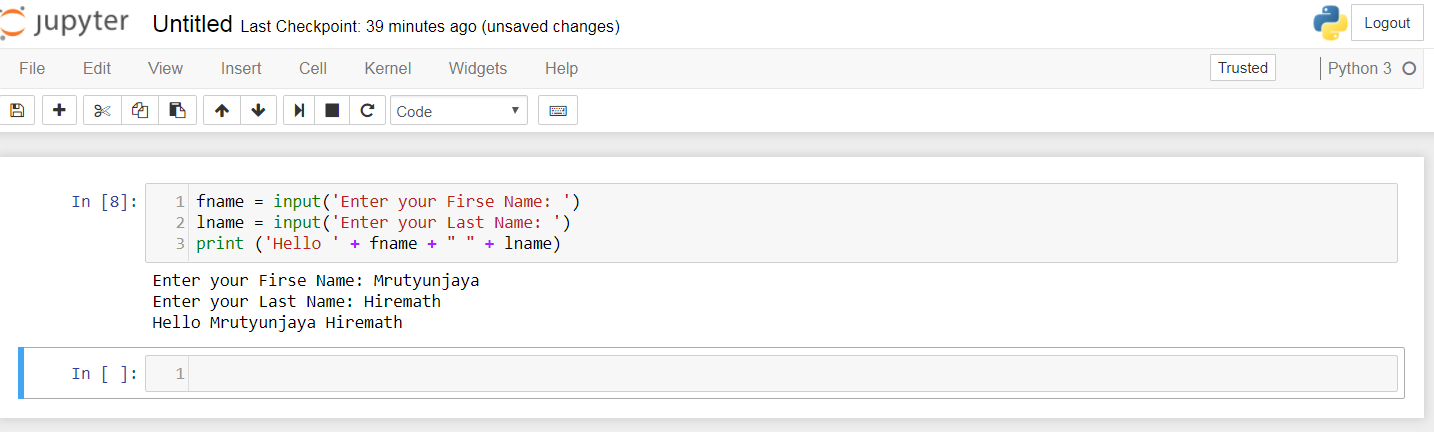 jupyter Untitled Last Checkpoint: 39 minutes ago (unsaved changes) Logout
File Edit View Insert Cell Kernel Widgets Help Trusted Python 3
Code
In [8]: 1 fname = input('Enter your Firse Name: ')
2 lname = input('Enter your Last Name: ')
3 print ('Hello ' + fname + " " + lname)
Enter your Firse Name: Mrutyunjaya
Enter your Last Name: Hiremath
Hello Mrutyunjaya Hiremath
In [ ]: 1